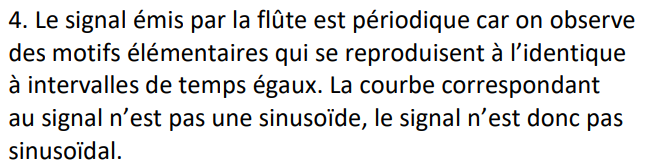 4. Le signal émis par la flûte est périodique car on observe
des motifs élémentaires qui se reproduisent à l’identique
à intervalles de temps égaux. La courbe correspondant
au signal n’est pas une sinusoïde, le signal n’est donc pas
sinusoïdal.